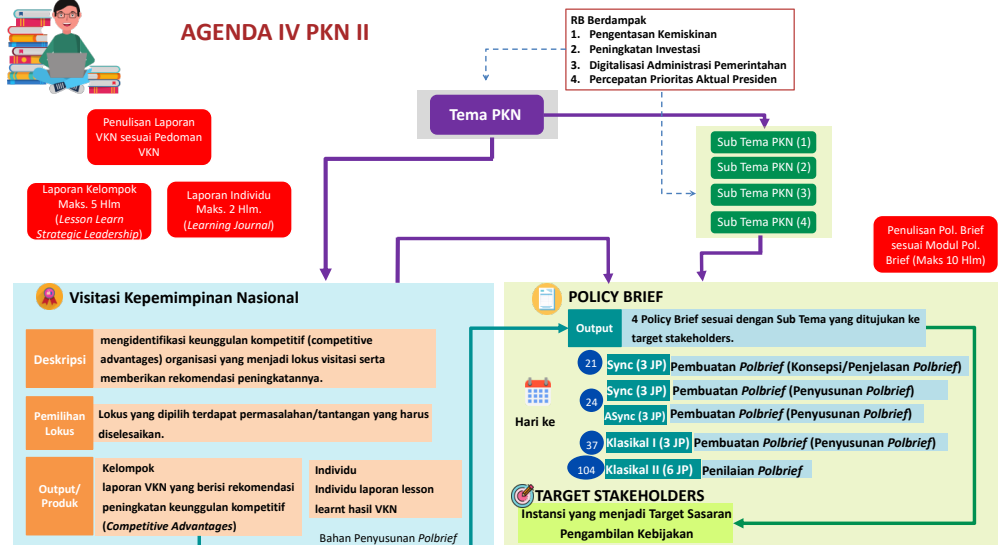 AGENDA IV PKN II
RB Berdampak
1. Pengentasan Kemiskinan
2. Peningkatan Investasi
3. Digitalisasi Administrasi Pemerintahan
4. Percepatan Prioritas Aktual Presiden
Tema PKN
Sub Tema PKN (1)
Sub Tema PKN (2)
Sub Tema PKN (3)
Sub Tema PKN (4)
Penulisan Laporan
VKN sesuai Pedoman
VKN
Laporan Kelompok
Maks. 5 Hlm
(Lesson Learn
Strategic Leadership)
Laporan Individu
Maks. 2 Hlm.
(Learning Journal)
Penulisan Pol. Brief
sesuai Modul Pol.
Brief (Maks 10 Hlm)
Visitasi Kepemimpinan Nasional
Deskripsi
mengidentifikasi keunggulan kompetitif (competitive
advantages) organisasi yang menjadi lokus visitasi serta
memberikan rekomendasi peningkatannya.
Pemilihan
Lokus
Lokus yang dipilih terdapat permasalahan/tantangan yang harus
diselesaikan.
Output/
Produk
Kelompok
laporan VKN yang berisi rekomendasi
peningkatan keunggulan kompetitif
(Competitive Advantages)
Individu
Individu laporan lesson
learnt hasil VKN
Bahan Penyusunan Polbrief
POLICY BRIEF
Output
4 Policy Brief sesuai dengan Sub Tema yang ditujukan ke
target stakeholders.
Hari ke
21 Sync (3 JP) Pembuatan Polbrief (Konsepsi/Penjelasan Polbrief)
24 Sync (3 JP) Pembuatan Polbrief (Penyusunan Polbrief)
ASync (3 JP) Pembuatan Polbrief (Penyusunan Polbrief)
37 Klasikal I (3 JP) Pembuatan Polbrief (Penyusunan Polbrief)
104 Klasikal II (6 JP) Penilaian Polbrief
TARGET STAKEHOLDERS
Instansi yang menjadi Target Sasaran
Pengambilan Kebijakan